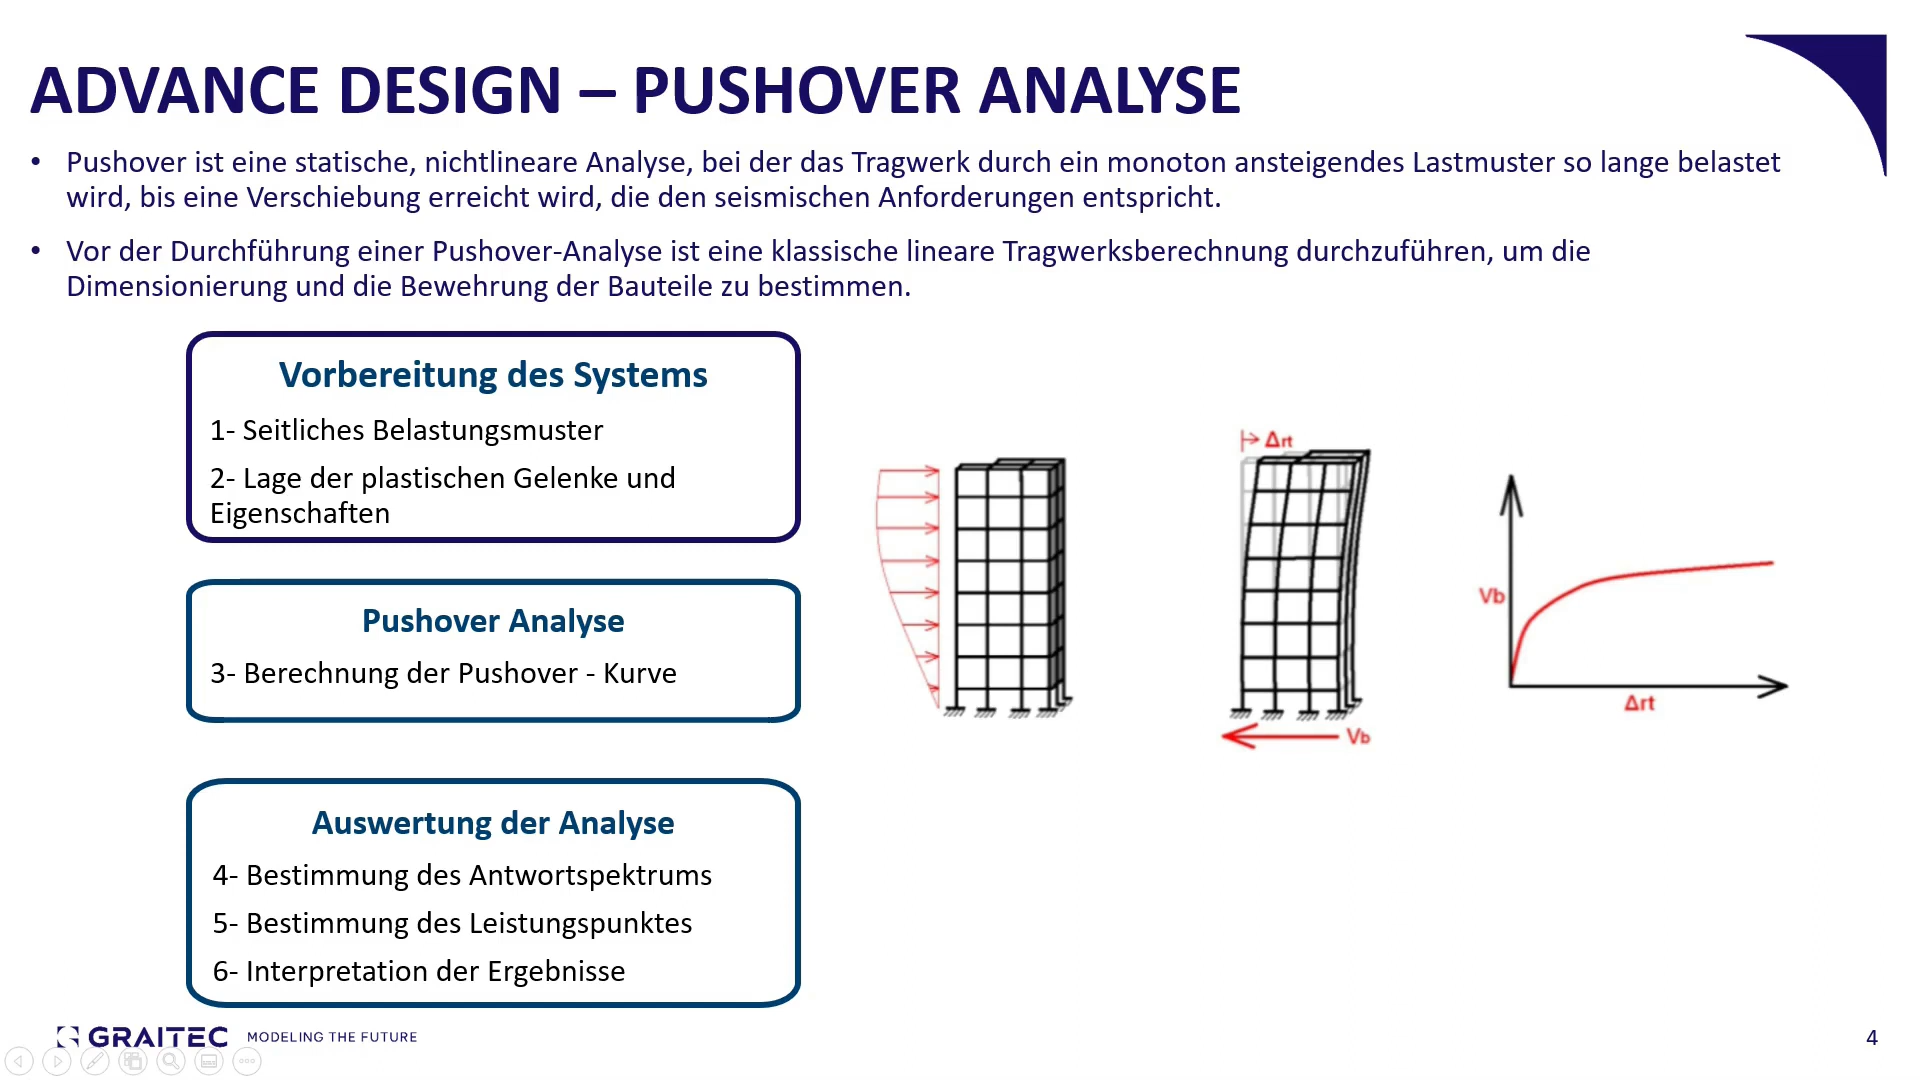 ADVANCE DESIGN – PUSHOVER ANALYSE
• Pushover ist eine statische, nichtlineare Analyse, bei der das Tragwerk durch ein monoton ansteigendes Lastmuster so lange belastet
wird, bis eine Verschiebung erreicht wird, die den seismischen Anforderungen entspricht.
• Vor der Durchführung einer Pushover-Analyse ist eine klassische lineare Tragwerksberechnung durchzuführen, um die
Dimensionierung und die Bewehrung der Bauteile zu bestimmen.
Vorbereitung des Systems
1- Seitliches Belastungsmuster
2- Lage der plastischen Gelenke und
Eigenschaften
Pushover Analyse
3- Berechnung der Pushover - Kurve
Auswertung der Analyse
4- Bestimmung des Antwortspektrums
5- Bestimmung des Leistungspunktes
6- Interpretation der Ergebnisse
Δrt
Vb
Vb
Δrt
GRAITEC MODELING THE FUTURE
4